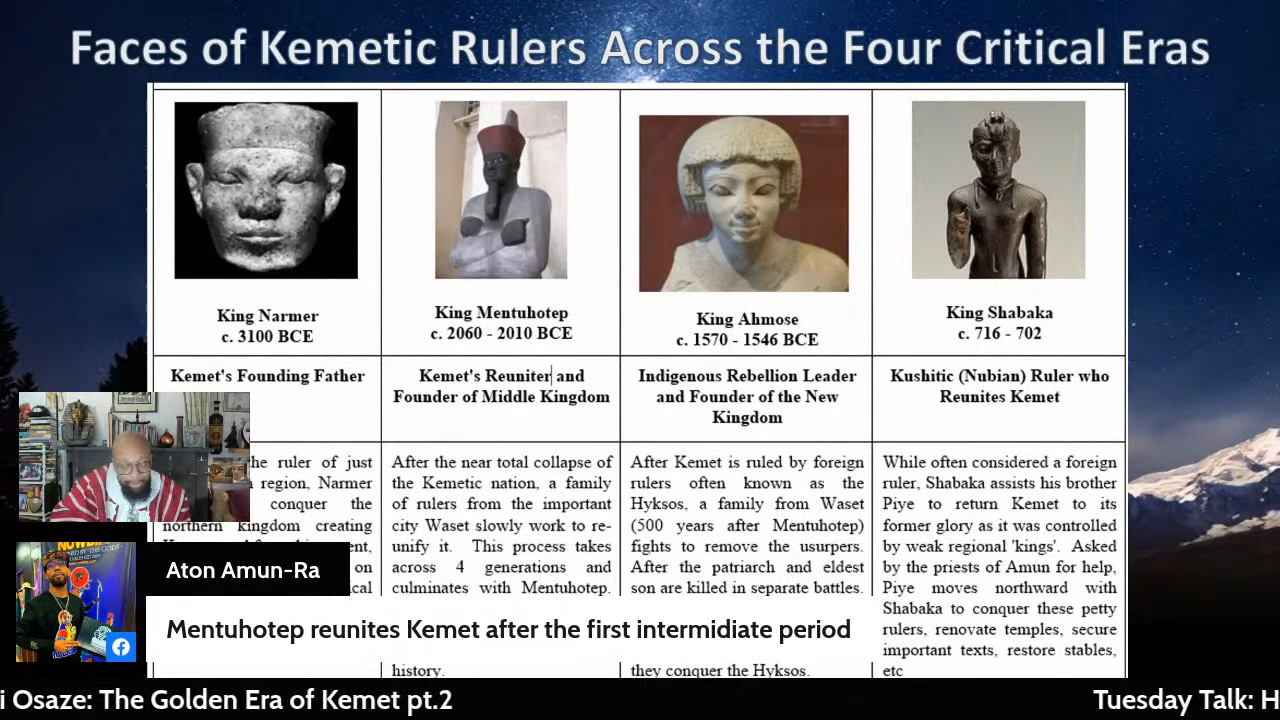 Faces of Kemetic Rulers Across the Four Critical Eras
King Narmer
c. 3100 BCE
King Mentuhotep
c. 2060 - 2010 BCE
King Ahmose
c. 1570 - 1546 BCE
King Shabaka
c. 716 - 702
Kemet's Founding Father
Kemet's Reuniter and
Founder of Middle Kingdom
Indigenous Rebellion Leader
and Founder of the New
Kingdom
Kushitic (Nubian) Ruler who
Reunites Kemet
the ruler of just
region, Narmer
conquer the
northern kingdom creating
on
After the near total collapse of
the Kemetic nation, a family
of rulers from the important
city Waset slowly work to re-
unify it. This process takes
across 4 generations and
culminates with Mentuhotep.
history.
After Kemet is ruled by foreign
rulers often known as the
Hyksos, a family from Waset
(500 years after Mentuhotep)
fights to remove the usurpers.
After the patriarch and eldest
son are killed in separate battles.
they conquer the Hyksos.
While often considered a foreign
ruler, Shabaka assists his brother
Piye to return Kemet to its
former glory as it was controlled
by weak regional 'kings'. Asked
by the priests of Amun for help,
Piye moves northward with
Shabaka to conquer these petty
rulers, renovate temples, secure
important texts, restore stables,
etc
Aton Amun-Ra
Mentuhotep reunites Kemet after the first intermidiate period
i Osaze: The Golden Era of Kemet pt.2
Tuesday Talk: H